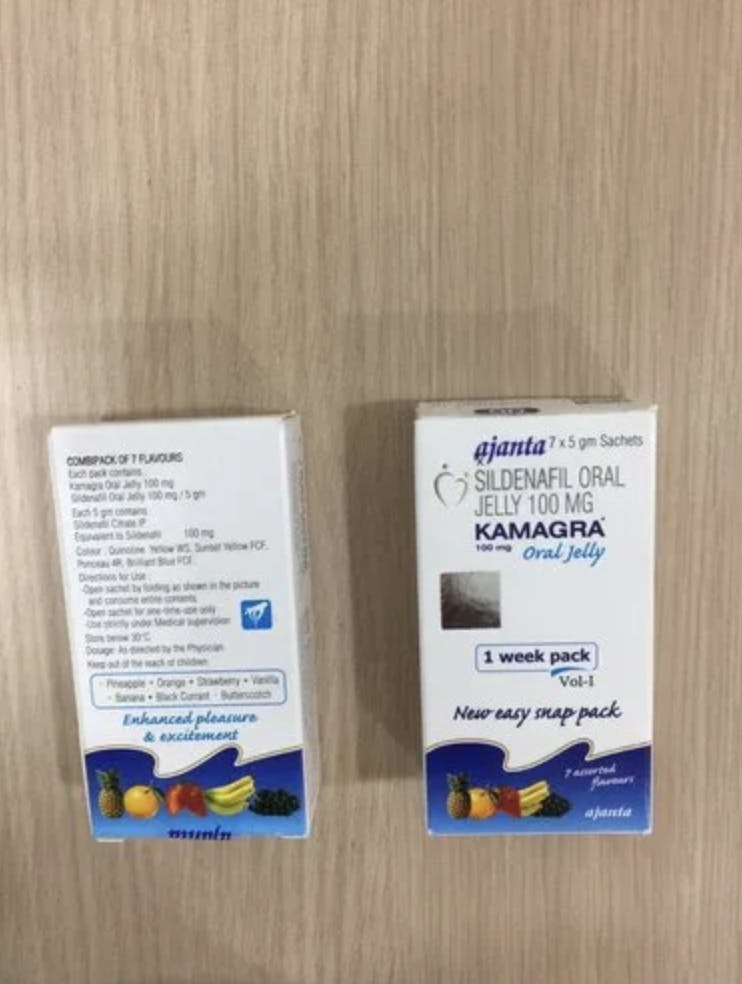 COMBIPACK OF 7 FLAVOURS
Each pack contains
Kamagra Oral Jelly 100 mg
Sildenafil Oral Jelly 100 mg / 5 gm
Each 5 gm contains
Sildenafil Citrate IP
Equivalent to Sildenafil 100 mg
Colour : Quinoline Yellow WS, Sunset Yellow FCF,
Ponceau 4R, Brilliant Blue FCF.
Directions for Use :
-Open sachet by folding as shown in the picture
and consume entire contents
-Open sachet for one-time-use only
-Use strictly under Medical supervision
Store below 30°C
Dosage: As directed by the Physician
Keep out of the reach of children
• Pineapple • Orange • Strawberry • Vanilla
• Banana • Black Currant • Butterscotch
Enhanced pleasure
& excitement
ajanta 7 x 5 gm Sachets
SILDENAFIL ORAL
JELLY 100 MG
KAMAGRA
100 mg Oral Jelly
1 week pack
Vol-I
New easy snap pack
7 assorted
flavours
ajanta